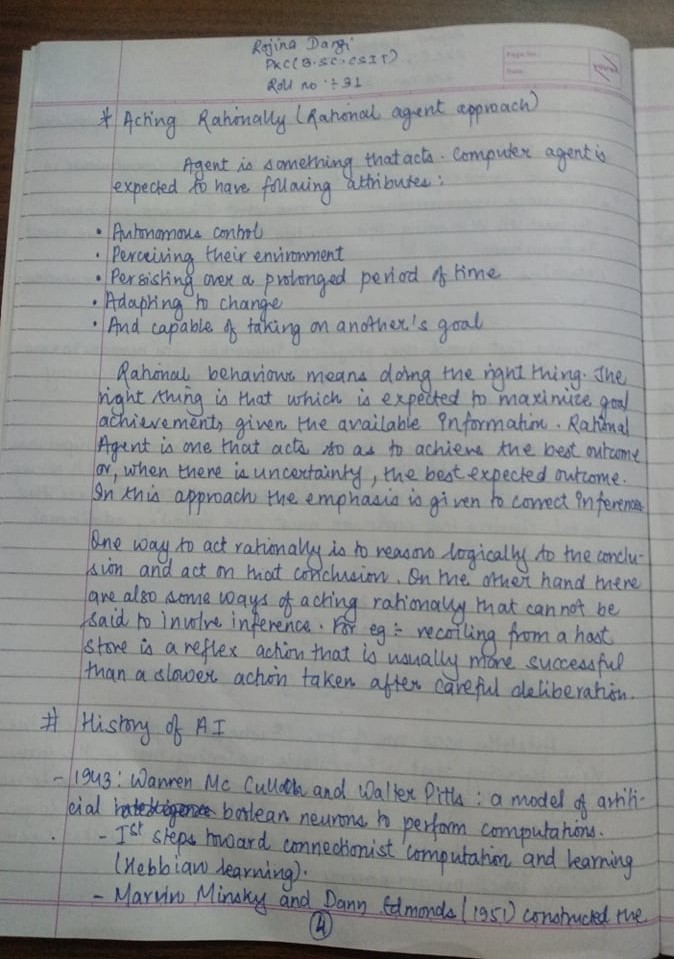 Rojina Dangi
PKC(B.SC.CSIT)
Roll no :- 31
Page No.
Date
* Acting Rationally (Rational agent approach)
Agent is something that acts. Computer agent is
expected to have following attributes:
• Autonomous control
• Perceiving their environment
• Persisting over a prolonged period of time
• Adapting to change
• And capable of taking on another's goal
Rational behaviour means doing the right thing. The
right thing is that which is expected to maximize goal
achievement, given the available Information. Rational
Agent is one that acts so as to achieve the best outcome
or, when there is uncertainty, the best expected outcome.
In this approach the emphasis is given to correct Inferences
One way to act rationally is to reason logically to the conclu-
sion and act on that conclusion. On the other hand there
are also some ways of acting rationally that can not be
said to involve inference. For eg :- recoiling from a host
stove is a reflex action that is usually more successful
than a slower action taken after careful deliberation.
# History of AI
- 1943: Warren Mc Culloch and Walter Pitts : a model of artifi-
cial boolean neurons to perform computations.
- Ist steps toward connectionist computation and learning
(Hebbian learning).
- Marvin Minsky and Dann Edmonds (1951) constructed the
4